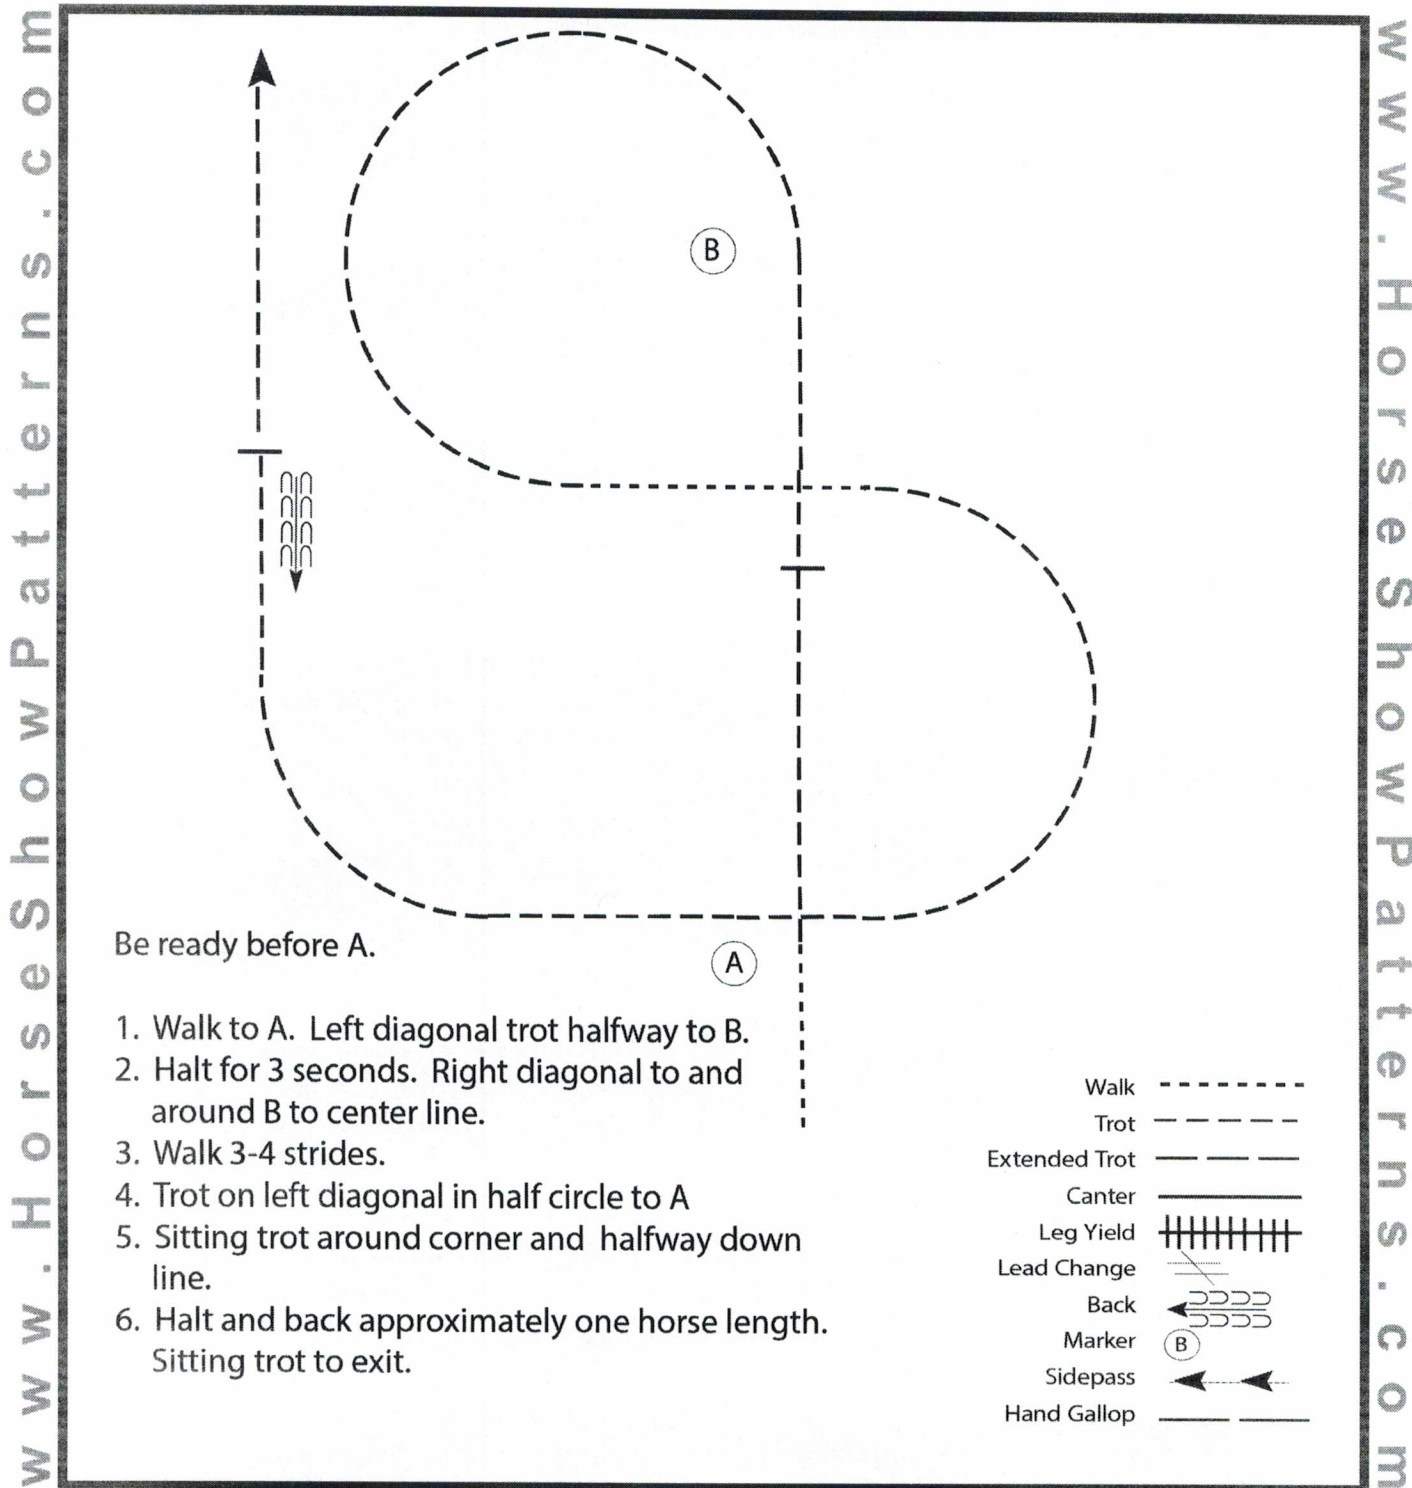 www.HorseShowPatterns.com
www.HorseShowPatterns.com
B
A
Be ready before A.
1. Walk to A. Left diagonal trot halfway to B.
2. Halt for 3 seconds. Right diagonal to and
around B to center line.
3. Walk 3-4 strides.
4. Trot on left diagonal in half circle to A
5. Sitting trot around corner and halfway down
line.
6. Halt and back approximately one horse length.
Sitting trot to exit.
Walk
Trot
Extended Trot
Canter
Leg Yield
Lead Change
Back
Marker B
Sidepass
Hand Gallop